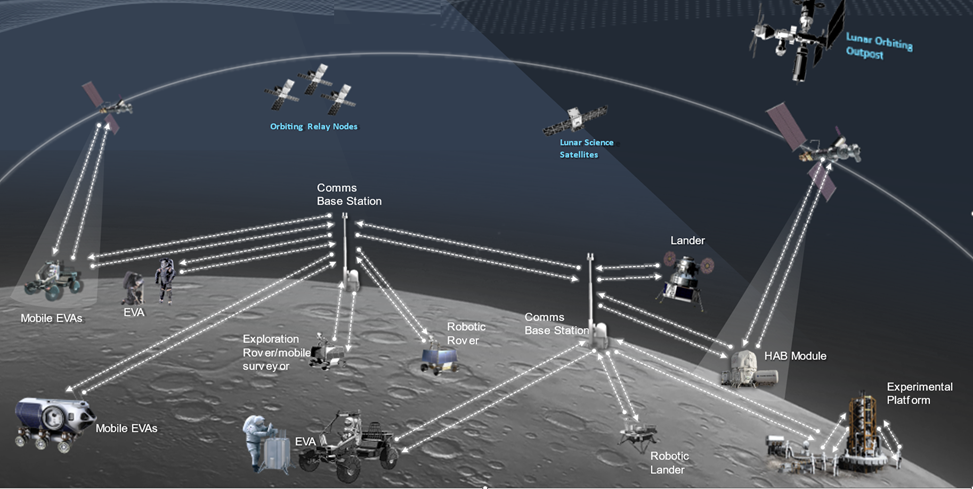 Lunar Orbiting
Outpost
Orbiting Relay Nodes
Lunar Science
Satellites
Comms
Base Station
Lander
Mobile EVAs
EVA
Comms
Base Station
Exploration
Rover/mobile
surveyor
Robotic
Rover
HAB Module
Experimental
Platform
Mobile EVAs
EVA
Robotic
Lander